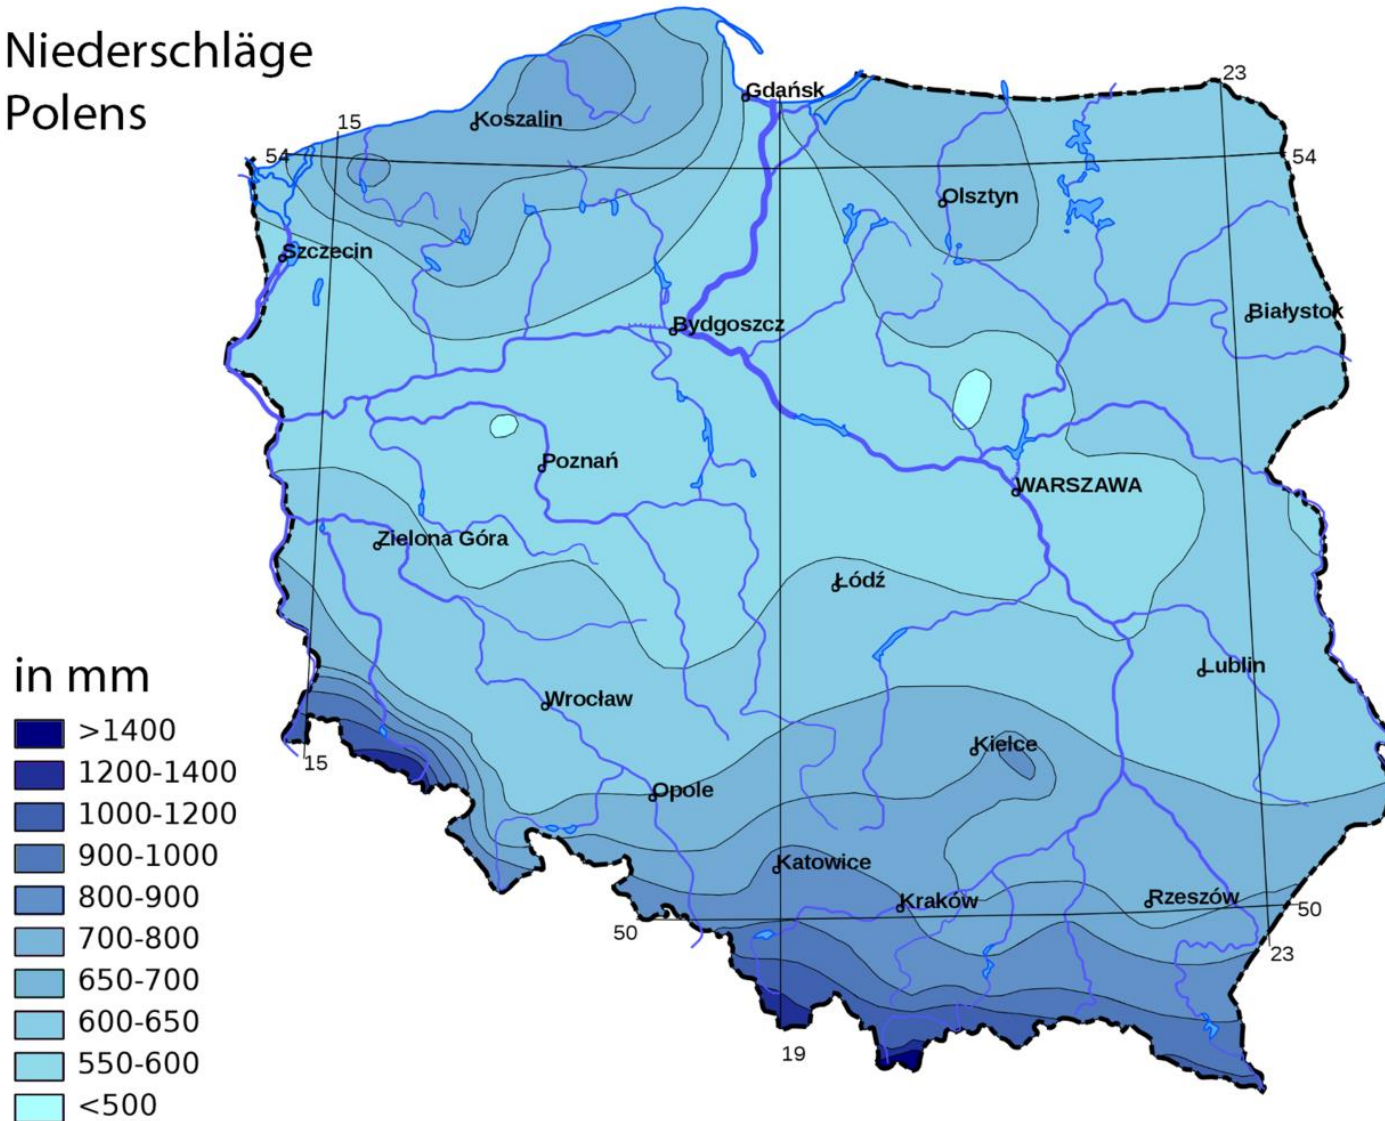 Niederschläge
Polens
23
Gdańsk
15
Koszalin
54
54
Olsztyn
Szczecin
Białystok
Bydgoszcz
Poznań
WARSZAWA
Zielona Góra
Łódź
in mm
Lublin
Wrocław
>1400
Kielce
15
1200-1400
Opole
1000-1200
900-1000
Katowice
800-900
Kraków
Rzeszów
50
50
700-800
23
650-700
600-650
19
550-600
<500